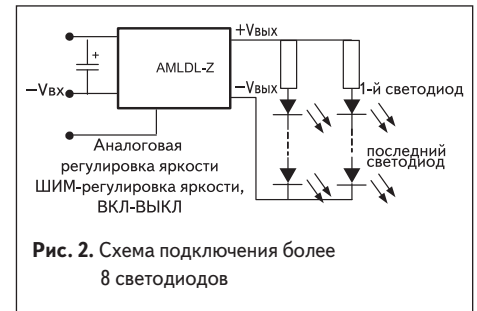 +Vвых
AMLDL-Z
+
−Vвх
−Vвых
1-й светодиод
последний
светодиод
Аналоговая
регулировка яркости
ШИМ-регулировка яркости,
ВКЛ-ВЫКЛ
Рис. 2. Схема подключения более
8 светодиодов